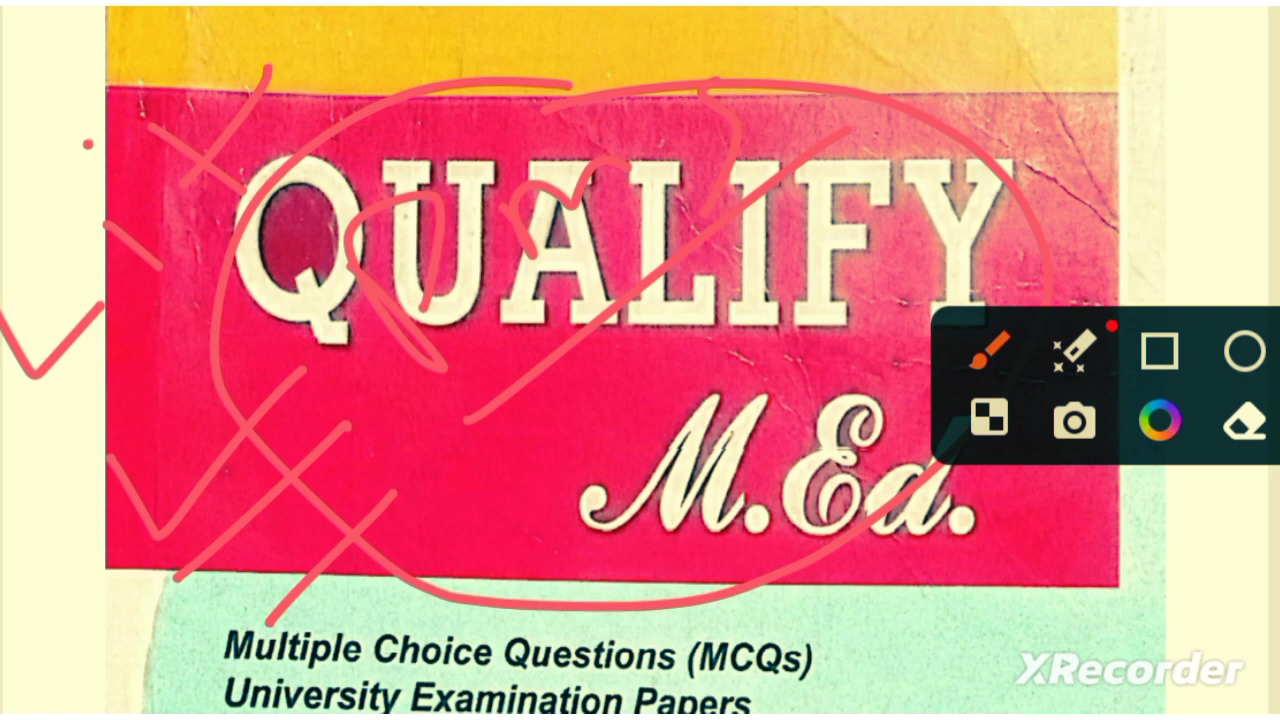 QUALIFY
M.Ed.
Multiple Choice Questions (MCQs)
University Examination Papers
XRecorder